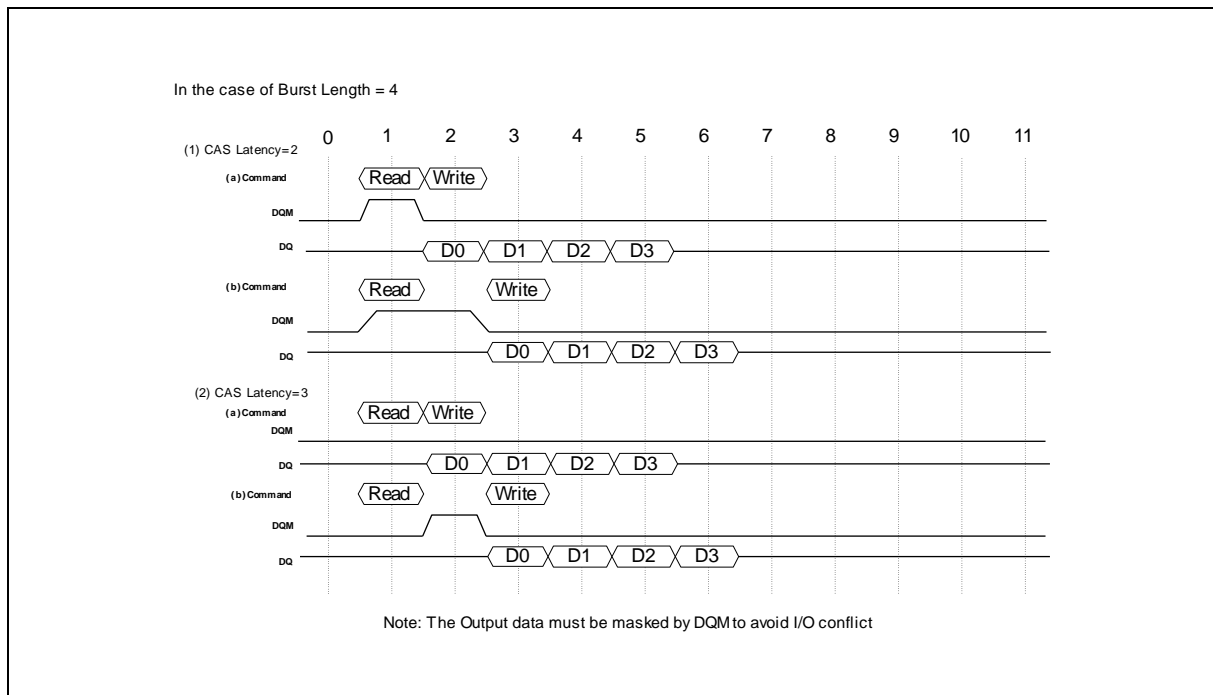 In the case of Burst Length = 4
0 1 2 3 4 5 6 7 8 9 10 11
(1) CAS Latency=2
(a)Command Read Write
DQM
DQ D0 D1 D2 D3
(b)Command Read Write
DQM
DQ D0 D1 D2 D3
(2) CAS Latency=3
(a)Command Read Write
DQM
DQ D0 D1 D2 D3
(b)Command Read Write
DQM
DQ D0 D1 D2 D3
Note: The Output data must be masked by DQM to avoid I/O conflict